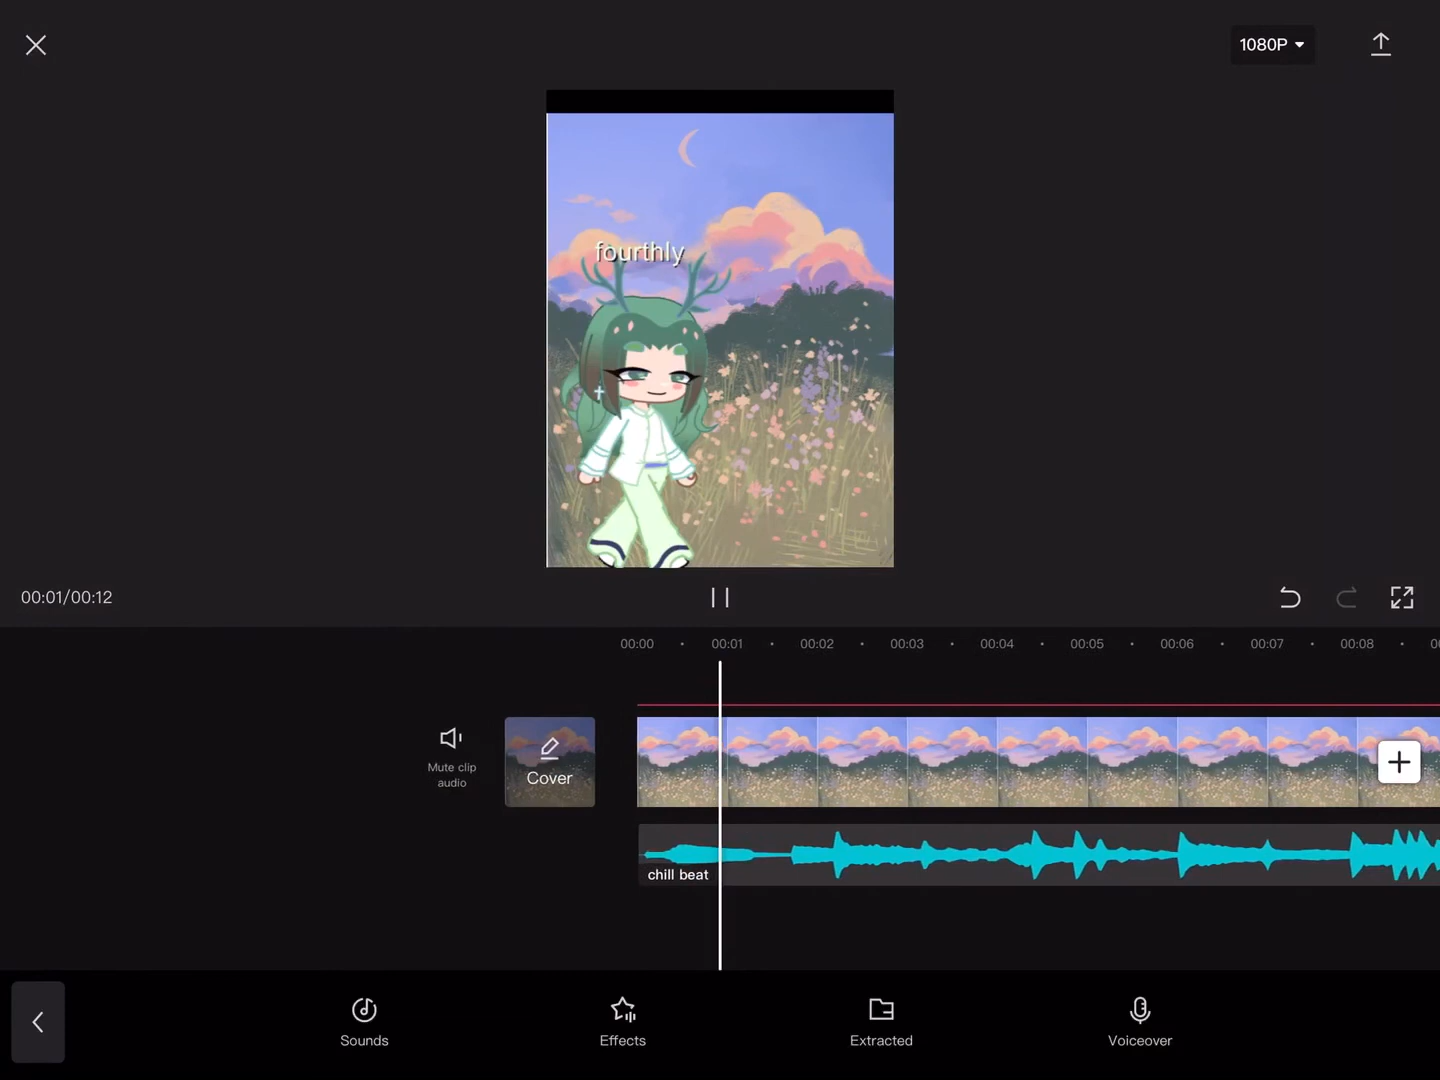 1080P
fourthly
00:01/00:12
00:00 00:01 00:02 00:03 00:04 00:05 00:06 00:07 00:08
Mute clip
audio
Cover
chill beat
Sounds
Effects
Extracted
Voiceover